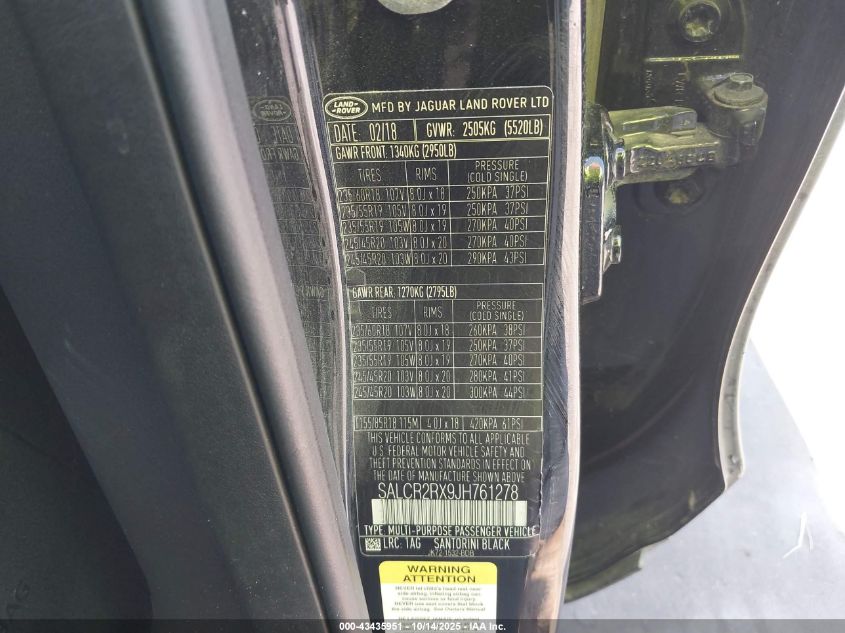 LAND ROVER
MFD BY JAGUAR LAND ROVER LTD
DATE: 02/18 GVWR: 2505KG (5520LB)
GAWR FRONT: 1340KG (2950LB)
TIRES RIMS PRESSURE (COLD SINGLE)
235/60R18 107V 8.0J x 18 250KPA 37PSI
235/55R19 105V 8.0J x 19 250KPA 37PSI
235/55R19 105W 8.0J x 19 270KPA 40PSI
245/45R20 103V 8.0J x 20 270KPA 40PSI
245/45R20 103W 8.0J x 20 290KPA 43PSI
GAWR REAR: 1270KG (2795LB)
TIRES RIMS PRESSURE (COLD SINGLE)
235/60R18 107V 8.0J x 18 260KPA 38PSI
235/55R19 105V 8.0J x 19 250KPA 37PSI
235/55R19 105W 8.0J x 19 270KPA 40PSI
245/45R20 103V 8.0J x 20 280KPA 41PSI
245/45R20 103W 8.0J x 20 300KPA 44PSI
T155/85R18 115M 4.0J x 18 420KPA 61PSI
THIS VEHICLE CONFORMS TO ALL APPLICABLE
U.S. FEDERAL MOTOR VEHICLE SAFETY AND
THEFT PREVENTION STANDARDS IN EFFECT ON THE
DATE OF MANUFACTURE SHOWN ABOVE.
SALCR2RX9JH761278
TYPE: MULTI-PURPOSE PASSENGER VEHICLE
LRC: 1AG SANTORINI BLACK
JK72-1532-BDB
WARNING
ATTENTION
000-43435951 - 10/14/2025 - IAA Inc.